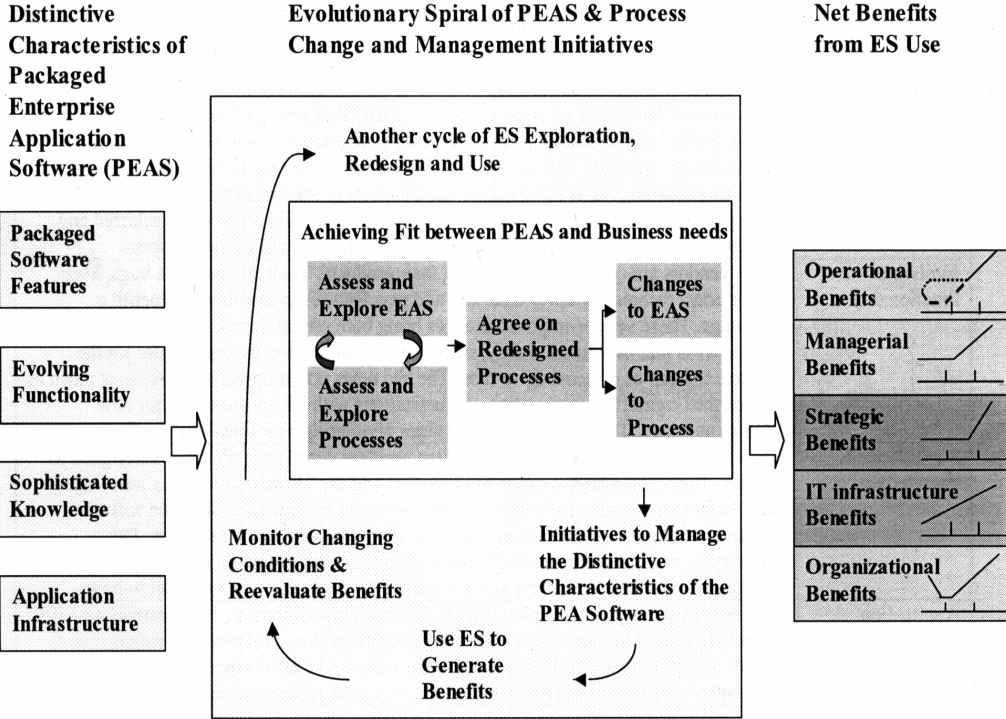 Distinctive
Characteristics of
Packaged
Enterprise
Application
Software (PEAS)
Evolutionary Spiral of PEAS & Process
Change and Management Initiatives
Net Benefits
from ES Use
Packaged
Software
Features
Evolving
Functionality
Sophisticated
Knowledge
Application
Infrastructure
Another cycle of ES Exploration,
Redesign and Use
Achieving Fit between PEAS and Business needs
Assess and
Explore EAS
Assess and
Explore
Processes
Agree on
Redesigned
Processes
Changes
to EAS
Changes
to
Process
Initiatives to Manage
the Distinctive
Characteristics of the
PEA Software
Use ES to
Generate
Benefits
Monitor Changing
Conditions &
Reevaluate Benefits
Operational
Benefits
Managerial
Benefits
Strategic
Benefits
IT infrastructure
Benefits
Organizational
Benefits